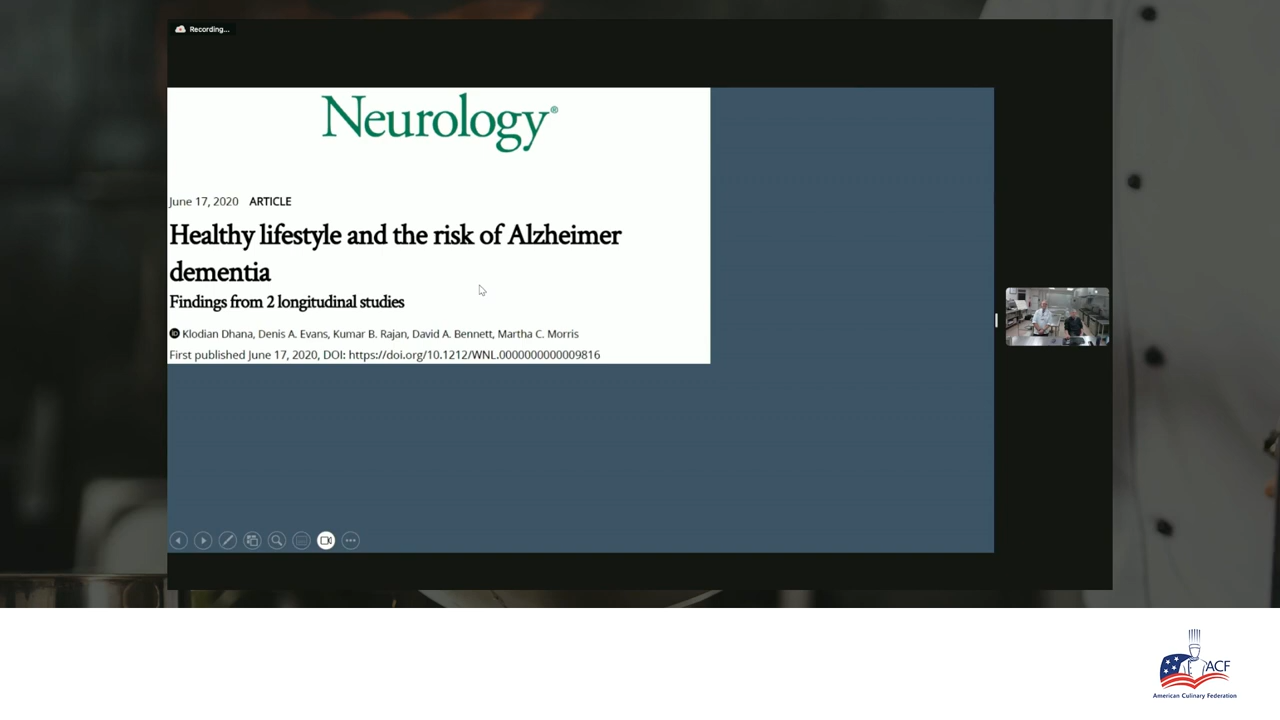 Recording...
Neurology®
June 17, 2020 ARTICLE
Healthy lifestyle and the risk of Alzheimer
dementia
Findings from 2 longitudinal studies
iD Klodian Dhana, Denis A. Evans, Kumar B. Rajan, David A. Bennett, Martha C. Morris
First published June 17, 2020, DOI: https://doi.org/10.1212/WNL.0000000000009816
ACF
American Culinary Federation